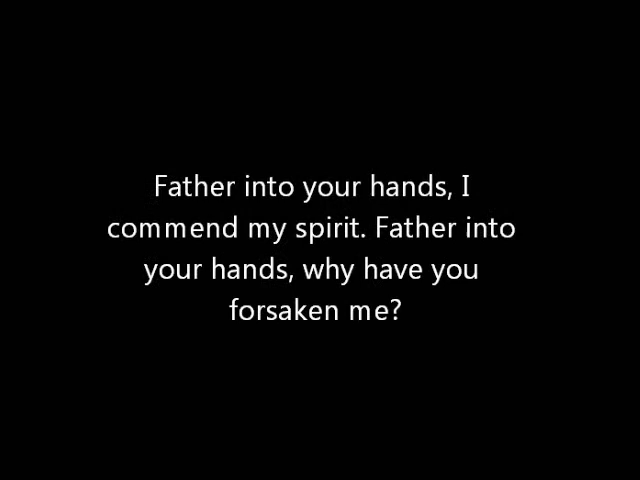 Father into your hands, I
commend my spirit. Father into
your hands, why have you
forsaken me?